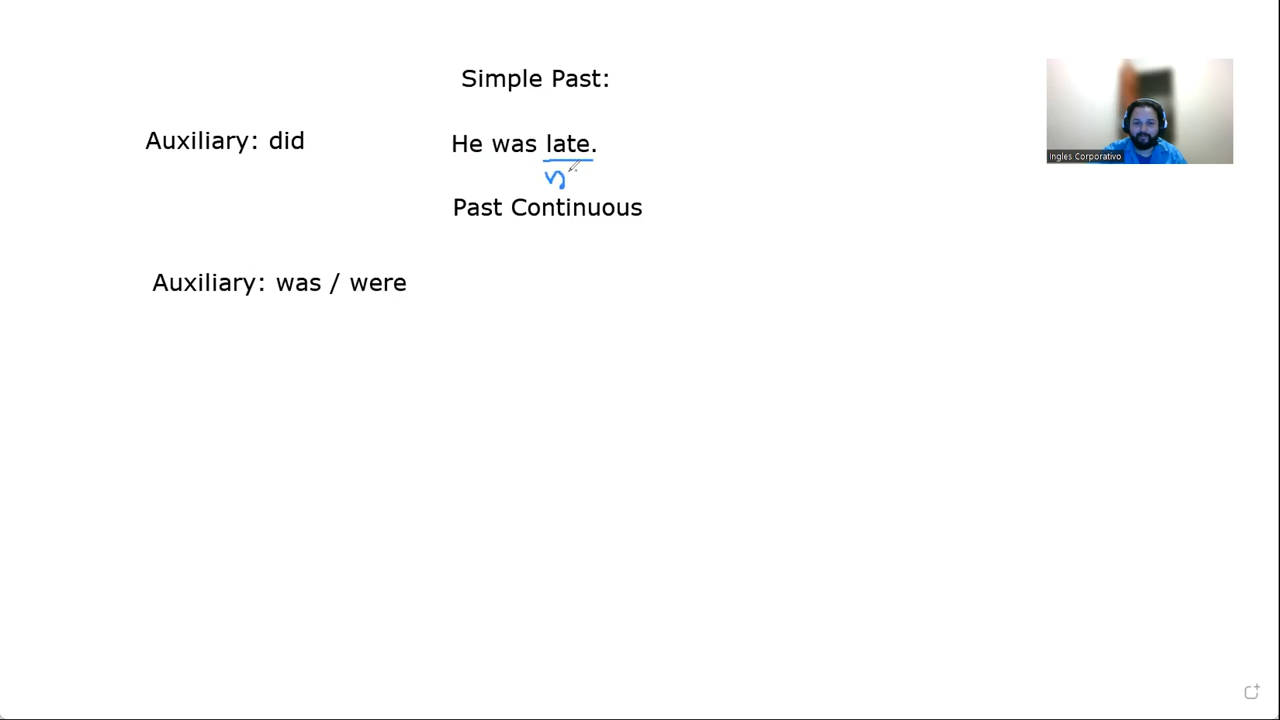 Simple Past:
Auxiliary: did
He was late.
Past Continuous
Auxiliary: was / were
Ingles Corporativo